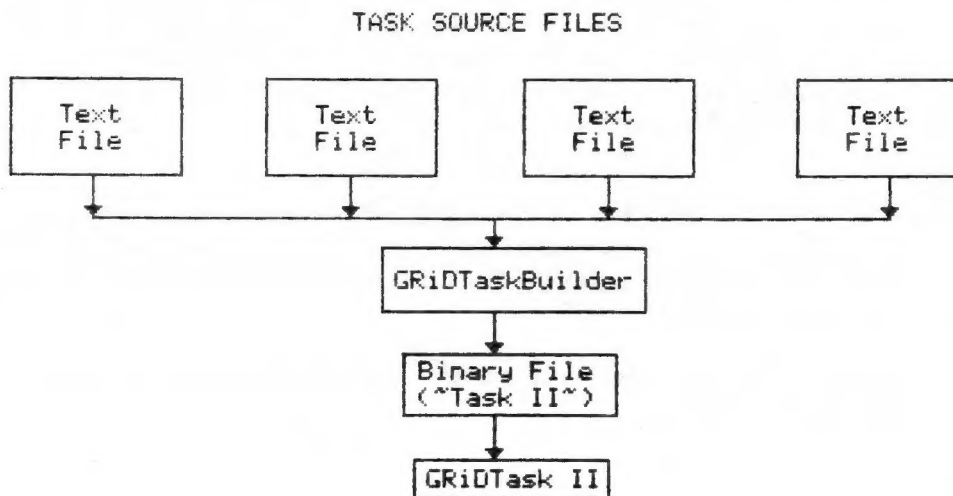 TASK SOURCE FILES
Text
File
Text
File
Text
File
Text
File
GRiDTaskBuilder
Binary File
(~Task II~)
GRiDTask II